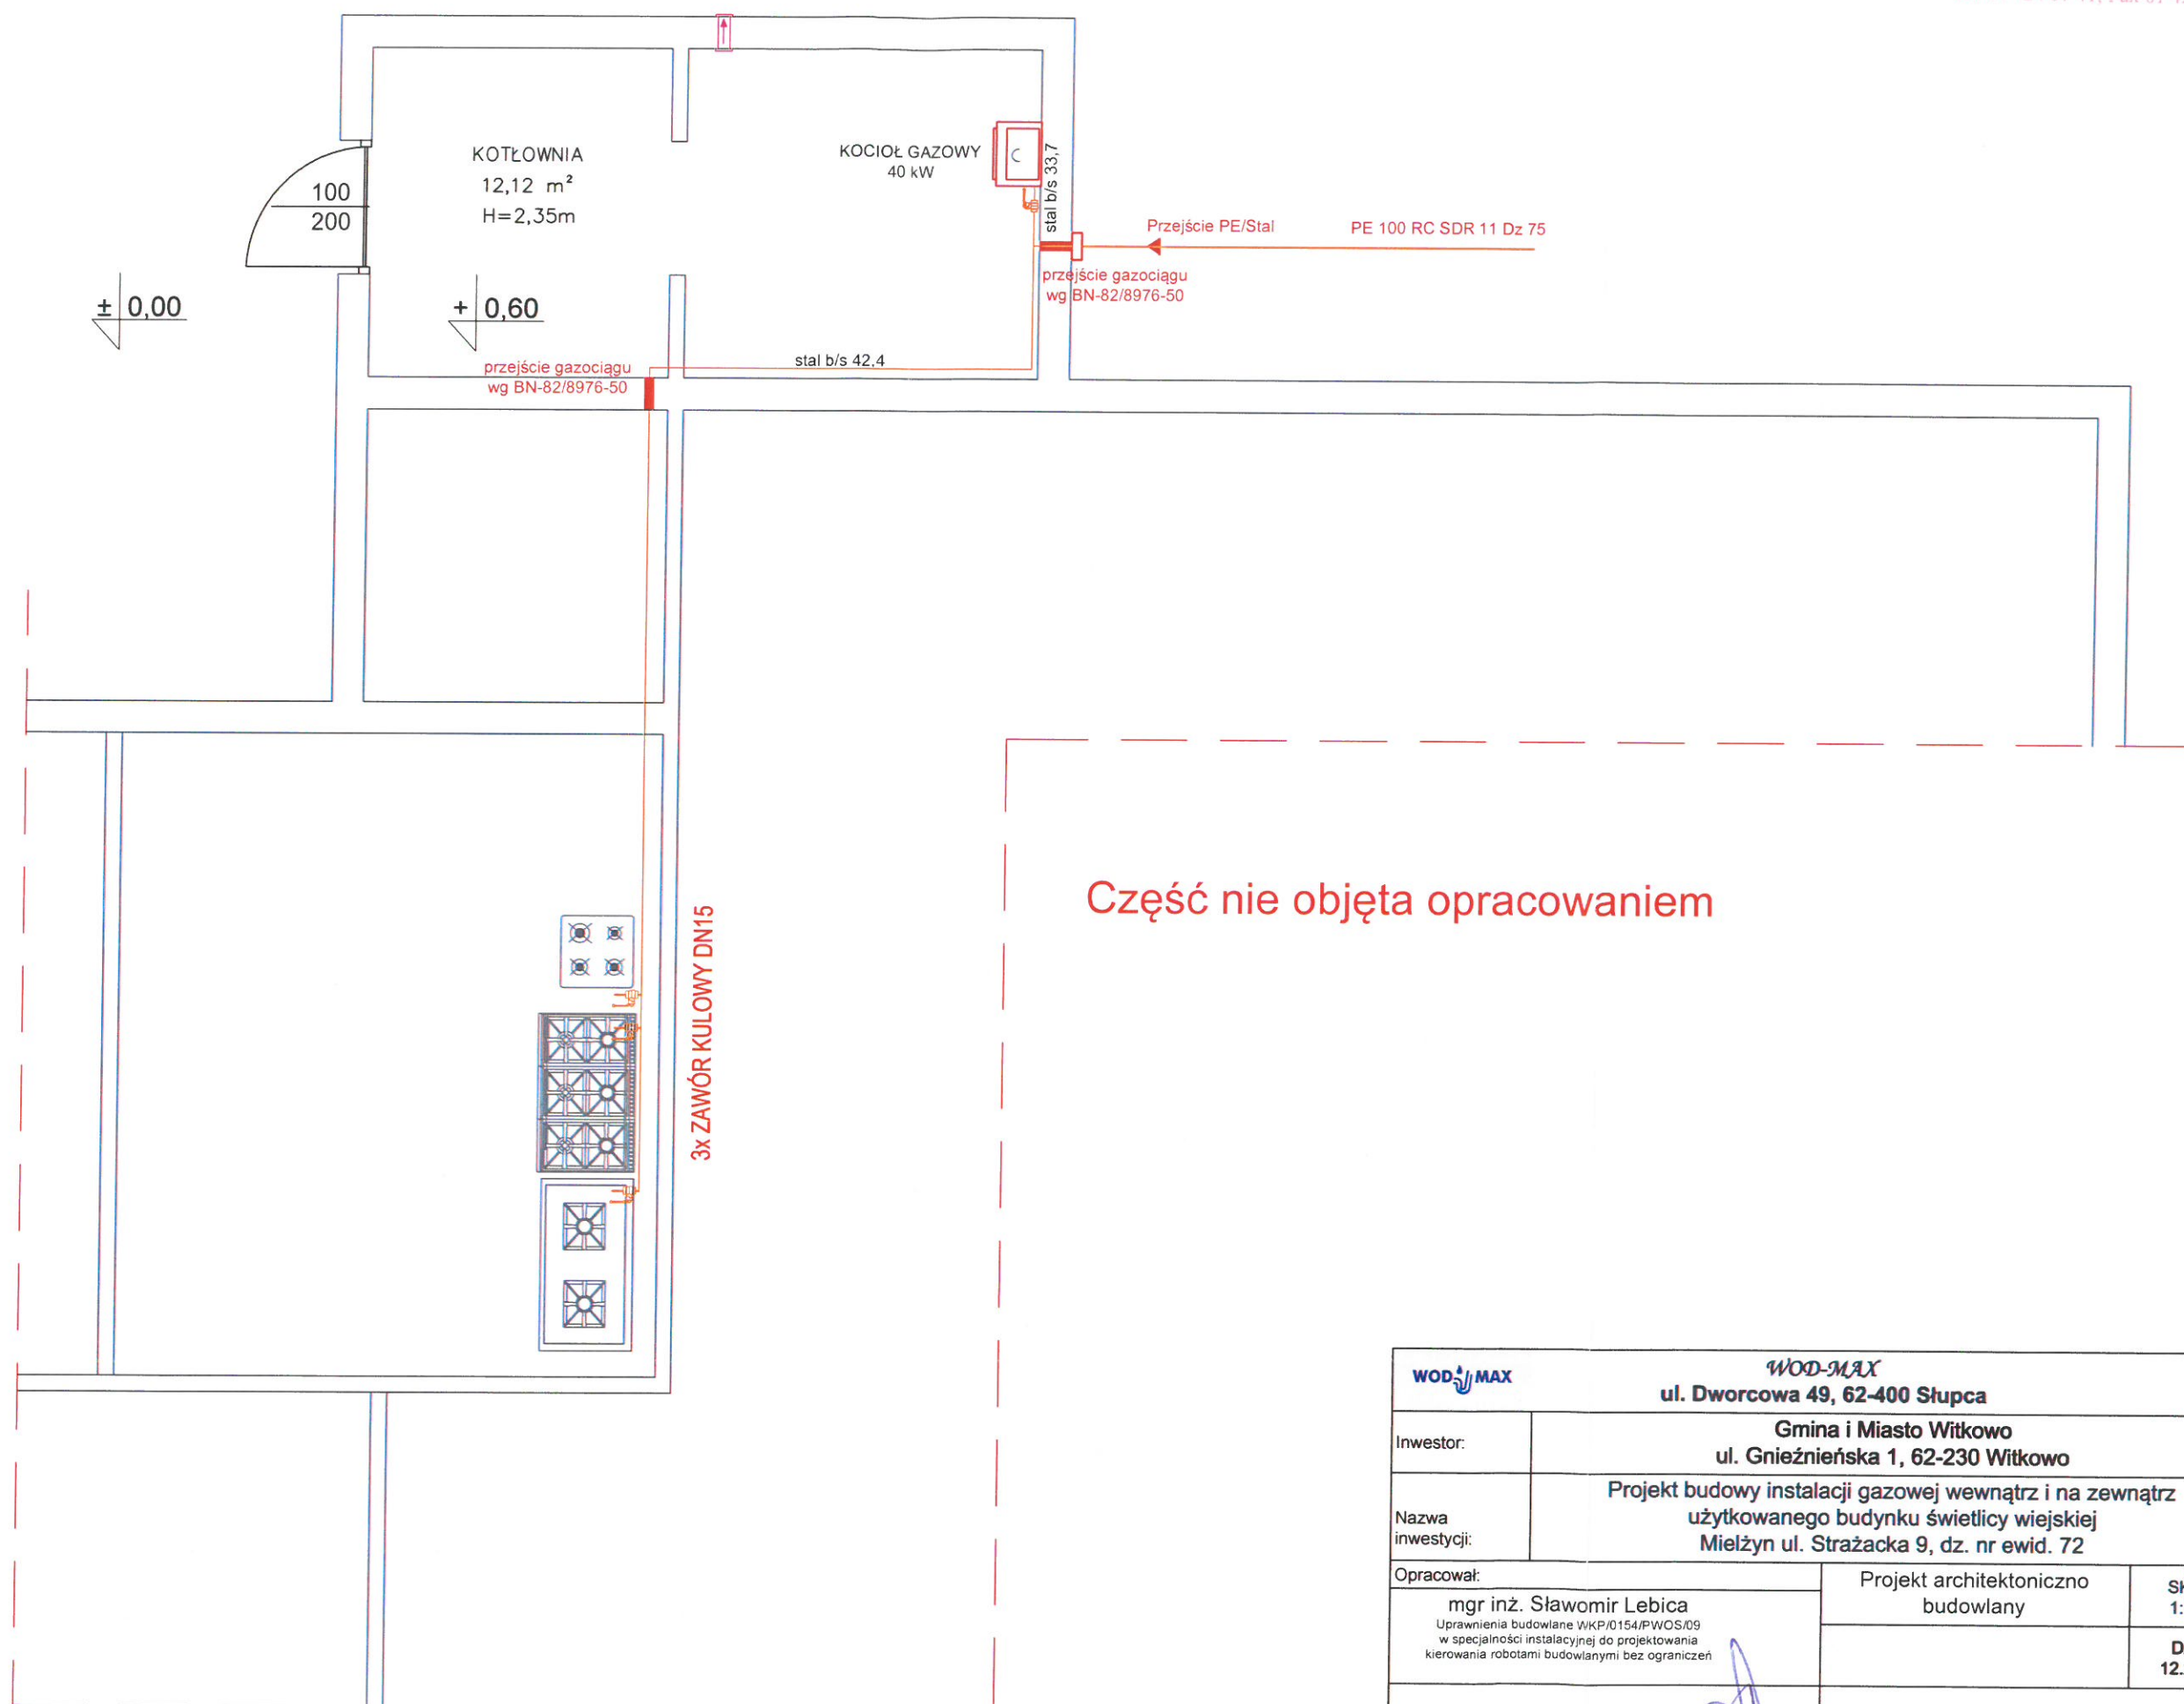 KOTŁOWNIA
12,12 m²
H=2,35m
KOCIOŁ GAZOWY
40 kW
stal b/s 33,7
100
200
Przejście PE/Stal
PE 100 RC SDR 11 Dz 75
przejście gazociągu
wg BN-82/8976-50
± 0,00
+ 0,60
przejście gazociągu
wg BN-82/8976-50
stal b/s 42,4
3x ZAWÓR KULOWY DN15
Część nie objęta opracowaniem
WOD MAX
WOD-MAX
ul. Dworcowa 49, 62-400 Słupca
Inwestor:
Gmina i Miasto Witkowo
ul. Gnieźnieńska 1, 62-230 Witkowo
Nazwa
inwestycji:
Projekt budowy instalacji gazowej wewnątrz i na zewnątrz
użytkowanego budynku świetlicy wiejskiej
Mielżyn ul. Strażacka 9, dz. nr ewid. 72
Opracował:
mgr inż. Sławomir Lebica
Uprawnienia budowlane WKP/0154/PWOS/09
w specjalności instalacyjnej do projektowania
kierowania robotami budowlanymi bez ograniczeń
Projekt architektoniczno
budowlany
1:
12.